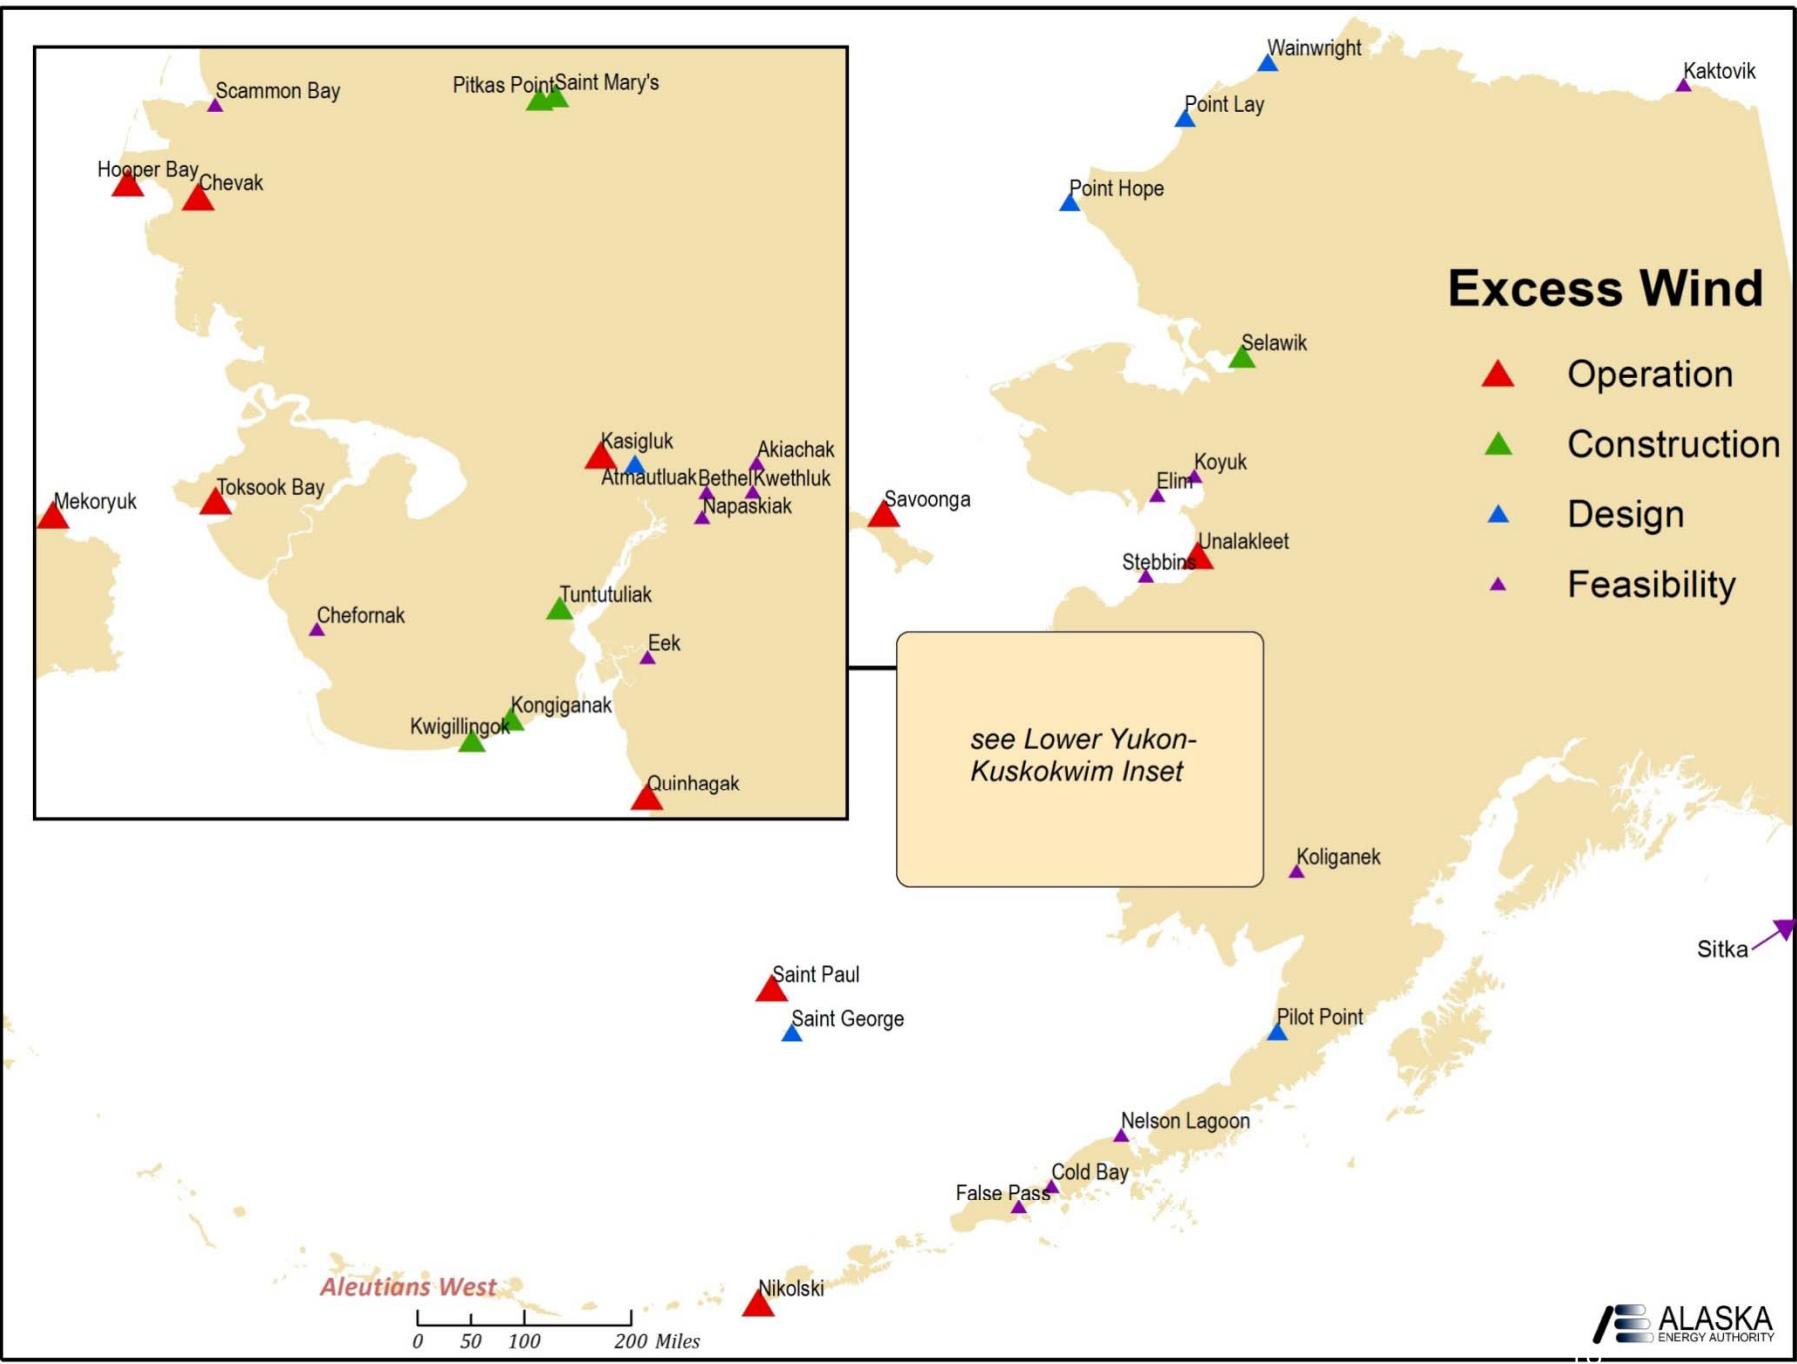 Wainwright
Kaktovik
Scammon Bay
Pitkas Point
Saint Mary's
Point Lay
Hooper Bay
Chevak
Point Hope
Excess Wind
Selawik
Operation
Construction
Kasigluk
Akiachak
Koyuk
Atmautluak
Bethel
Kwethluk
Elim
Toksook Bay
Mekoryuk
Napaskiak
Savoonga
Design
Unalakleet
Stebbins
Feasibility
Tuntutuliak
Chefornak
Eek
Kongiganak
Kwigillingok
see Lower Yukon-
Kuskokwim Inset
Quinhagak
Koliganek
Sitka
Saint Paul
Saint George
Pilot Point
Nelson Lagoon
Cold Bay
False Pass
Aleutians West
Nikolski
0 50 100 200 Miles
ALASKA
ENERGY AUTHORITY